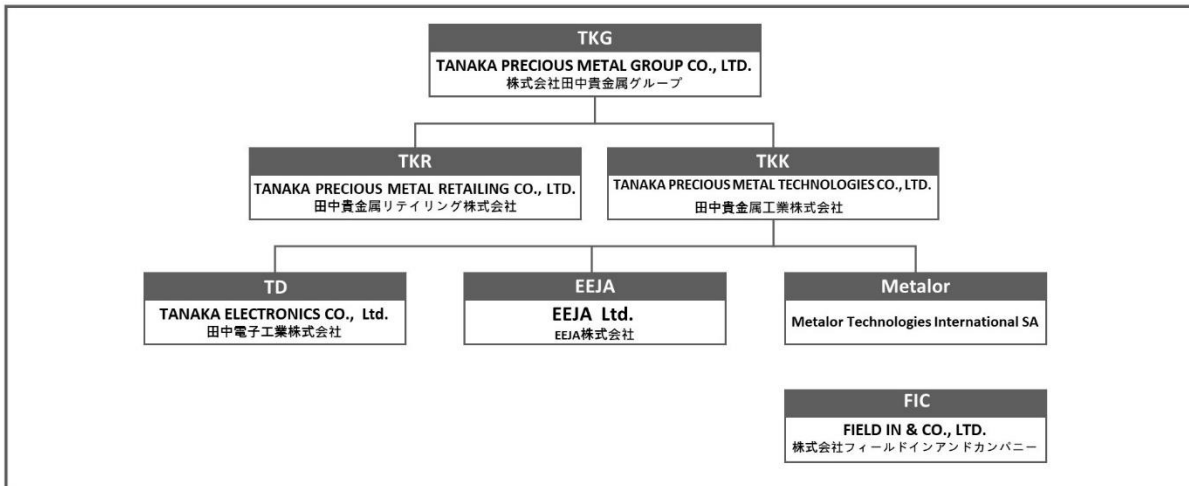 TKG
TANAKA PRECIOUS METAL GROUP CO., LTD.
株式会社田中貴金属グループ
TKR
TANAKA PRECIOUS METAL RETAILING CO., LTD.
田中貴金属リテイリング株式会社
TKK
TANAKA PRECIOUS METAL TECHNOLOGIES CO., LTD.
田中貴金属工業株式会社
TD
TANAKA ELECTRONICS CO., Ltd.
田中電子工業株式会社
EEJA
EEJA Ltd.
EEJA株式会社
Metalor
Metalor Technologies International SA
FIC
FIELD IN & CO., LTD.
株式会社フィールドインアンドカンパニー